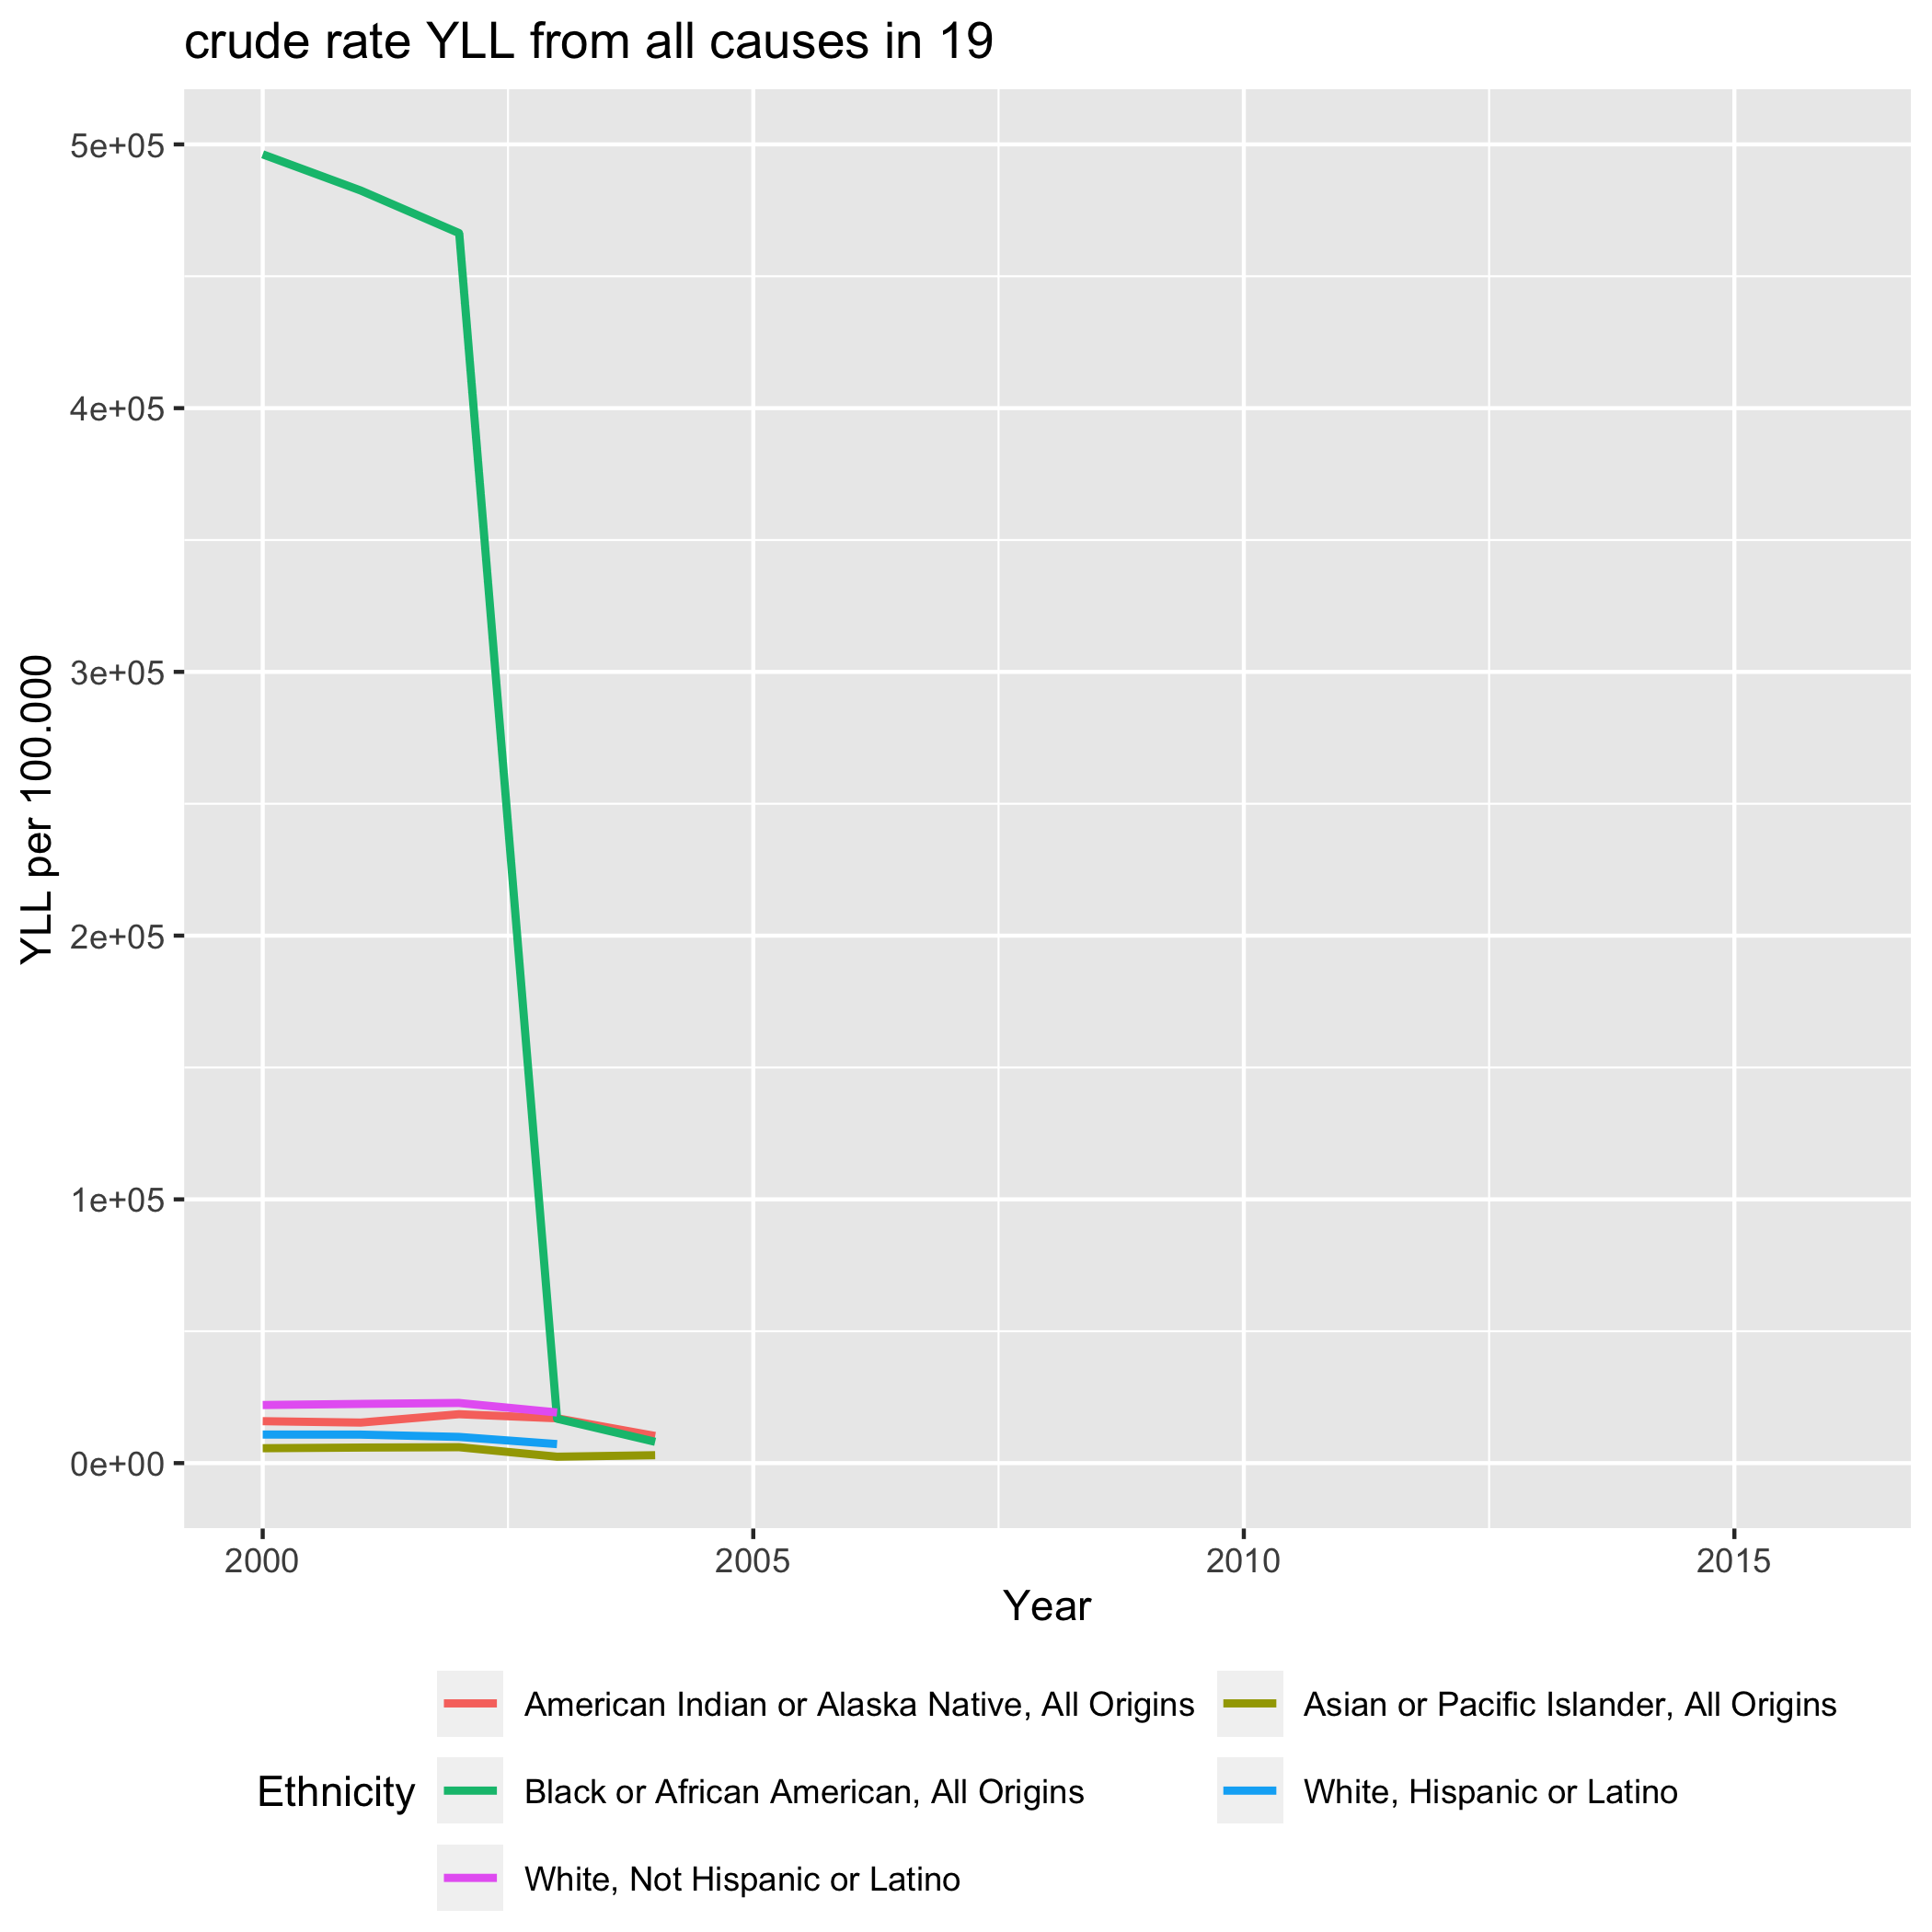 crude rate YLL from all causes in 19
5e+05
4e+05
3e+05
2e+05
1e+05
0e+00
YLL per 100.000
2000 2005 2010 2015
Year
Ethnicity
American Indian or Alaska Native, All Origins
Asian or Pacific Islander, All Origins
Black or African American, All Origins
White, Hispanic or Latino
White, Not Hispanic or Latino